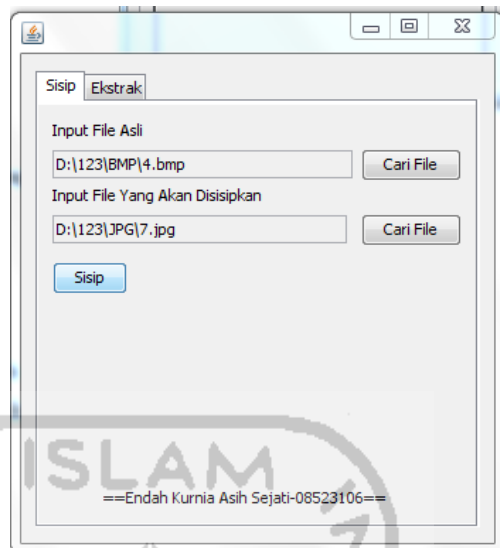 Sisip Ekstrak
Input File Asli
D:\123\BMP\4.bmp Cari File
Input File Yang Akan Disisipkan
D:\123\JPG\7.jpg Cari File
Sisip
ISLAM
==Endah Kurnia Asih Sejati-08523106==